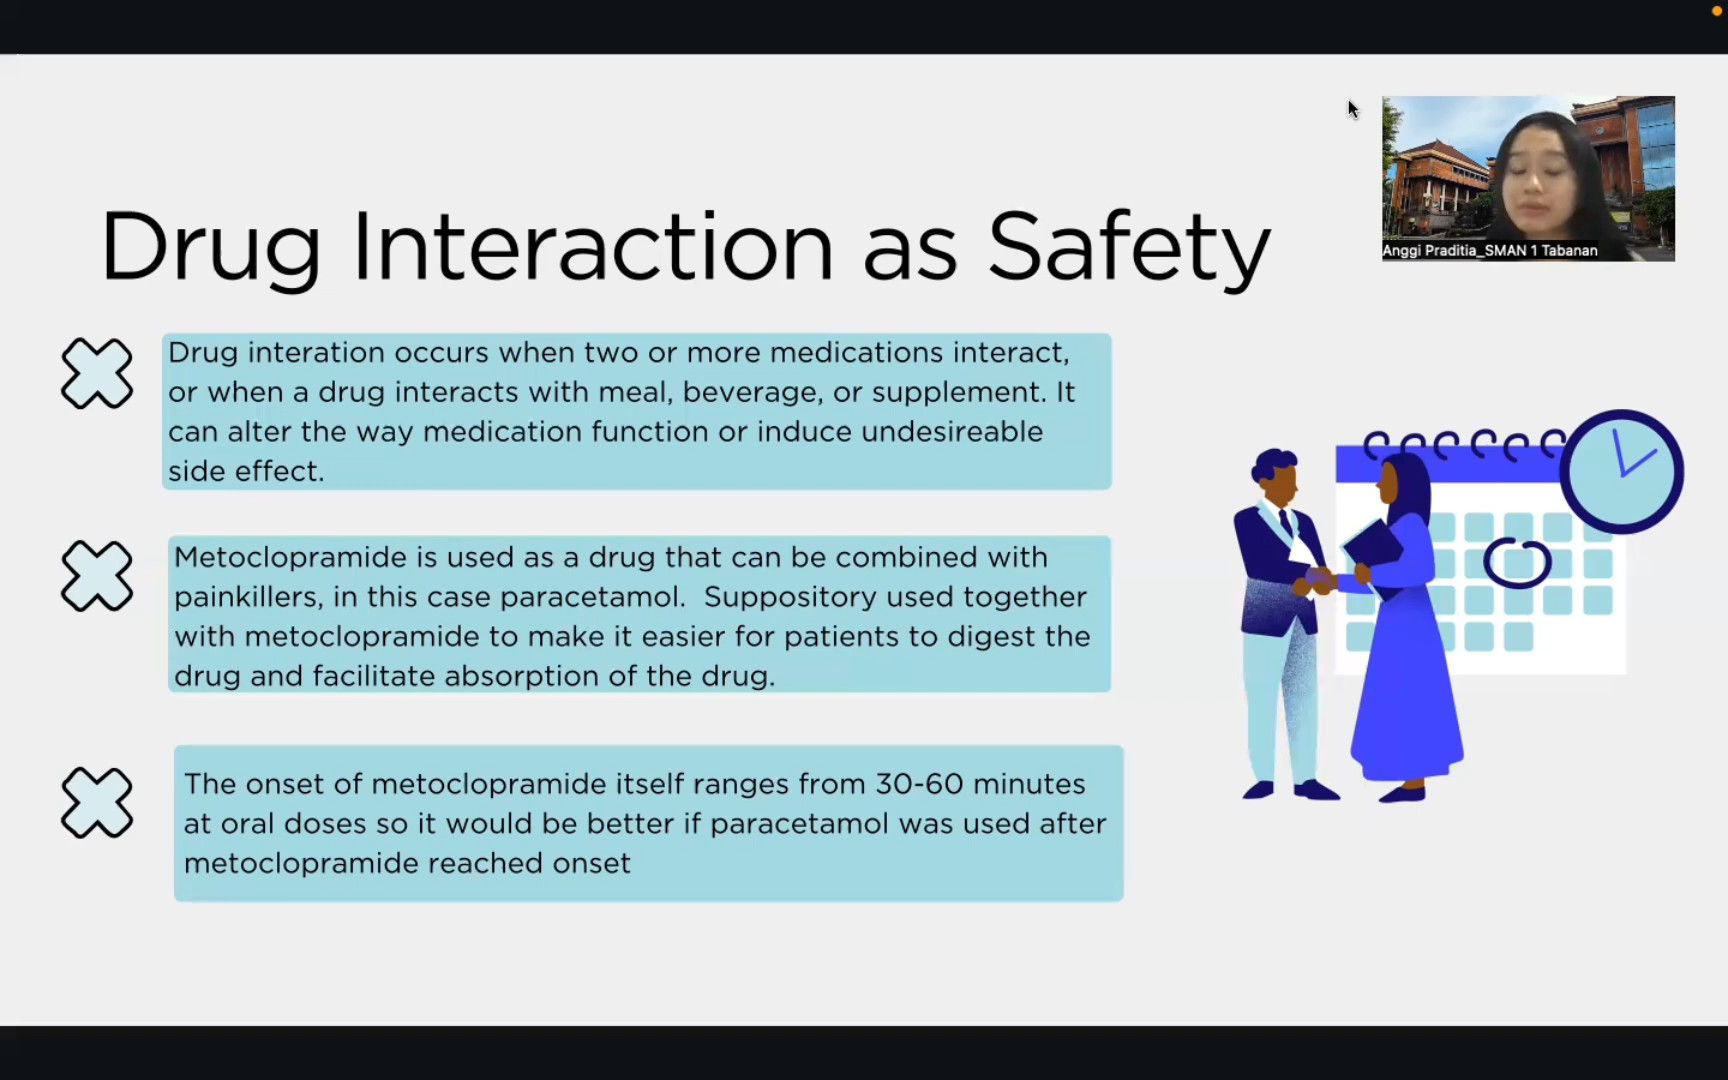 Drug Interaction as Safety
Anggi Praditia_SMAN 1 Tabanan
Drug interation occurs when two or more medications interact,
or when a drug interacts with meal, beverage, or supplement. It
can alter the way medication function or induce undesireable
side effect.
Metoclopramide is used as a drug that can be combined with
painkillers, in this case paracetamol. Suppository used together
with metoclopramide to make it easier for patients to digest the
drug and facilitate absorption of the drug.
The onset of metoclopramide itself ranges from 30-60 minutes
at oral doses so it would be better if paracetamol was used after
metoclopramide reached onset